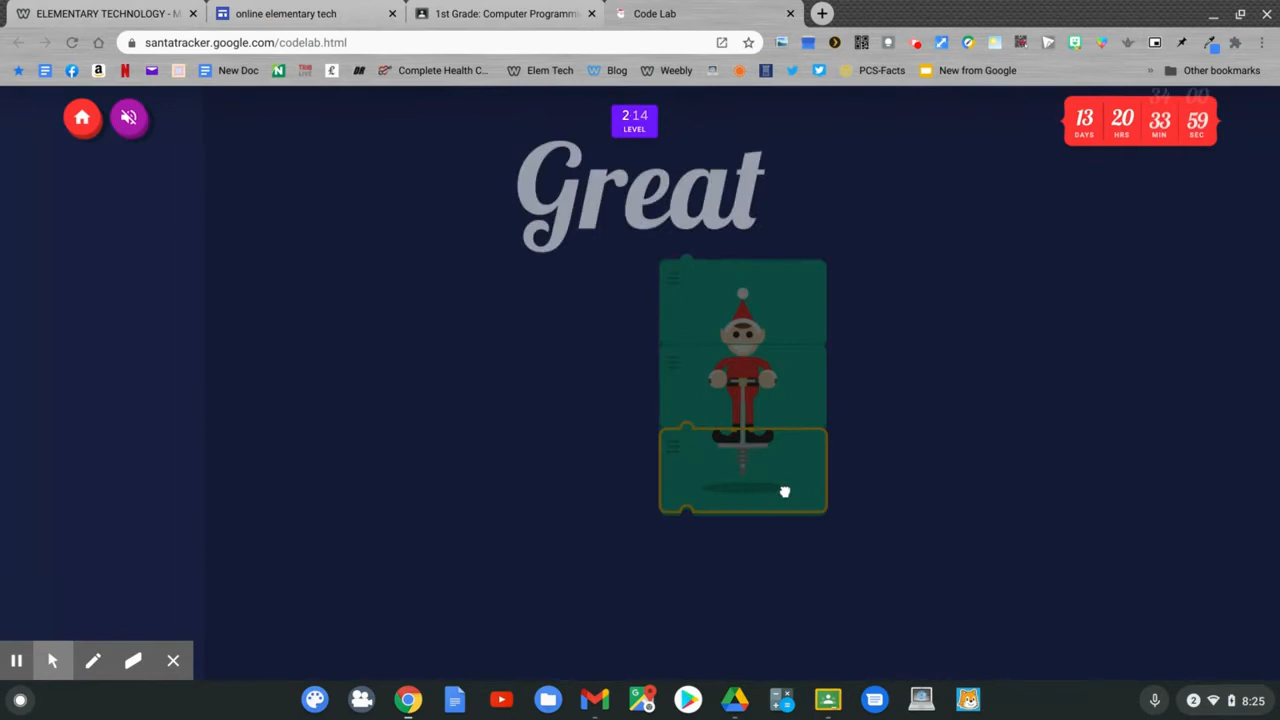 ELEMENTARY TECHNOLOGY - M
online elementary tech
1st Grade: Computer Programmi
Code Lab
santatracker.google.com/codelab.html
New Doc
Complete Health C...
Elem Tech
Blog
Weebly
PCS-Facts
New from Google
Other bookmarks
2:14
LEVEL
13 20 33 59
DAYS HRS MIN SEC
Great
2
8:25